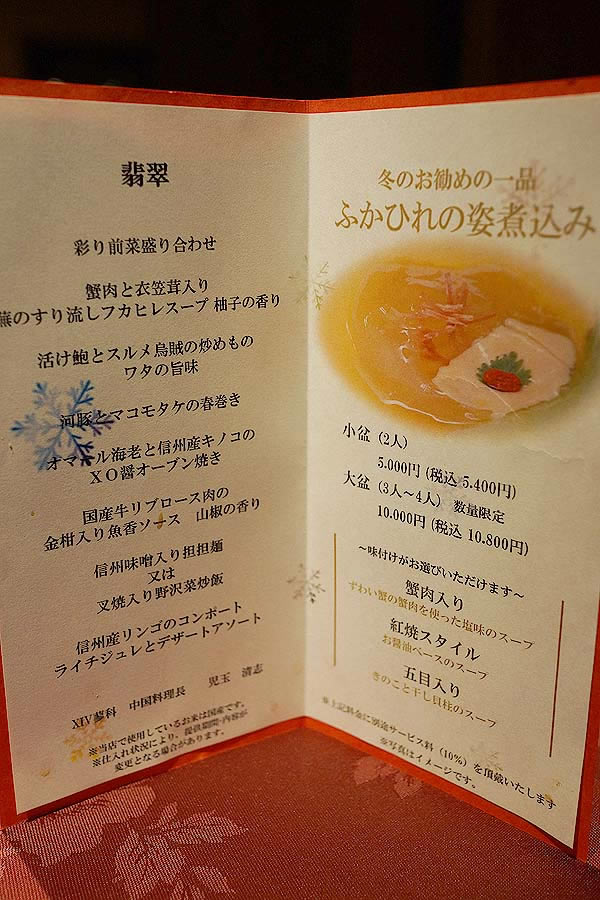 翡翠
彩り前菜盛り合わせ
蟹肉と衣笠茸入り
蕪のすり流しフカヒレスープ 柚子の香り
活け鮑とスルメ烏賊の炒めもの
ワタの旨味
河豚とマコモタケの春巻き
オマール海老と信州産キノコの
XO醤オーブン焼き
国産牛リブロース肉の
金柑入り魚香ソース 山椒の香り
信州味噌入り担担麺
又は
叉焼入り野沢菜炒飯
信州産リンゴのコンポート
ライチジュレとデザートアソート
XIV蓼科 中国料理長 児玉 清志
※当店で使用しているお米は国産です。
※仕入れ状況により、提供期間・内容が
変更となる場合があります。
冬のお勧めの一品
ふかひれの姿煮込み
小盆（2人）
5.000円（税込 5.400円）
大盆（3人〜4人）数量限定
10.000円（税込 10.800円）
〜味付けがお選びいただけます〜
蟹肉入り
ずわい蟹の蟹肉を使った塩味のスープ
紅焼スタイル
お醤油ベースのスープ
五目入り
きのこと干し貝柱のスープ
※上記料金に別途サービス料（10%）を頂戴いたします
※写真はイメージです。